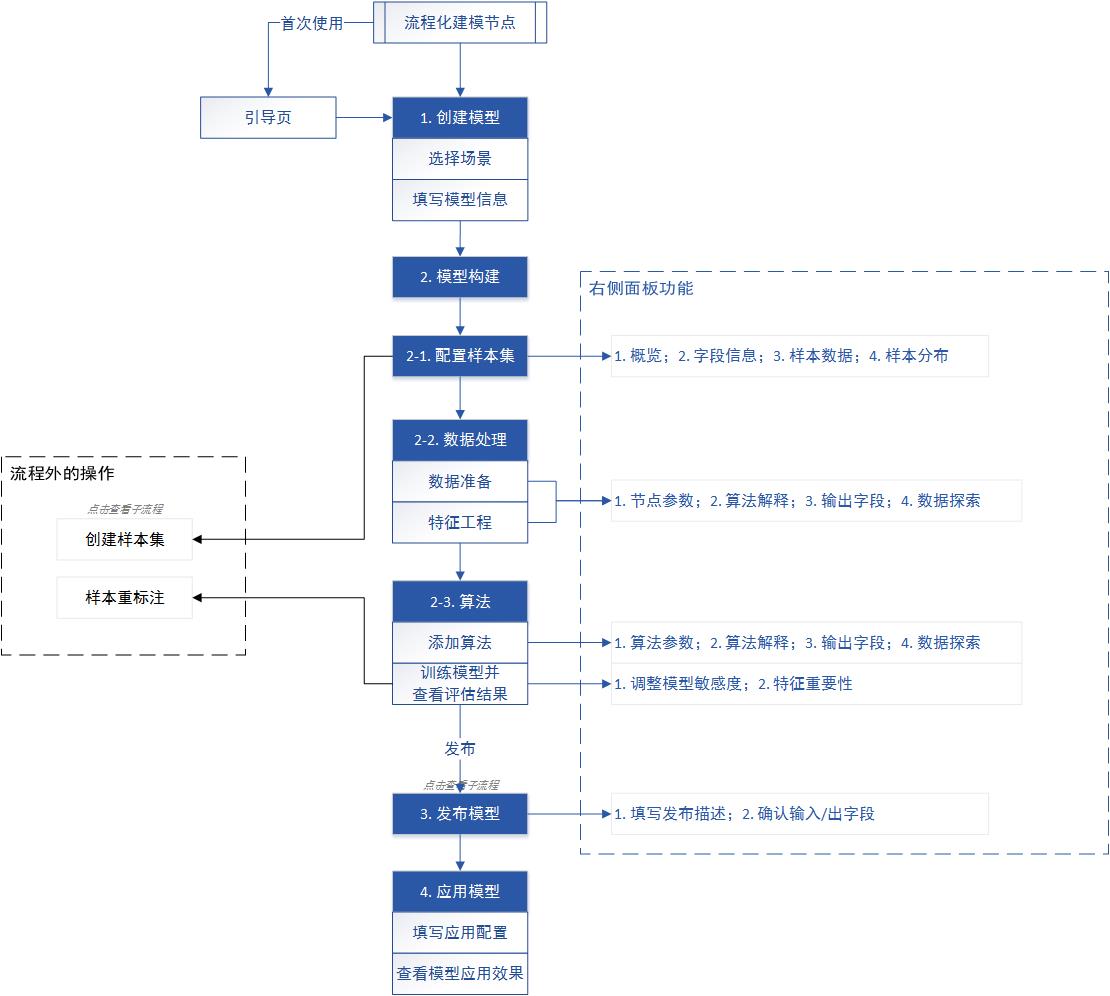 首次使用
流程化建模节点
引导页
1. 创建模型
选择场景
填写模型信息
2. 模型构建
右侧面板功能
2-1. 配置样本集
1. 概览；2. 字段信息；3. 样本数据；4. 样本分布
2-2. 数据处理
流程外的操作
数据准备
1. 节点参数；2. 算法解释；3. 输出字段；4. 数据探索
点击查看子流程
特征工程
创建样本集
样本重标注
2-3. 算法
添加算法
1. 算法参数；2. 算法解释；3. 输出字段；4. 数据探索
训练模型并
查看评估结果
1. 调整模型敏感度；2. 特征重要性
发布
点击查看子流程
3. 发布模型
1. 填写发布描述；2. 确认输入/出字段
4. 应用模型
填写应用配置
查看模型应用效果